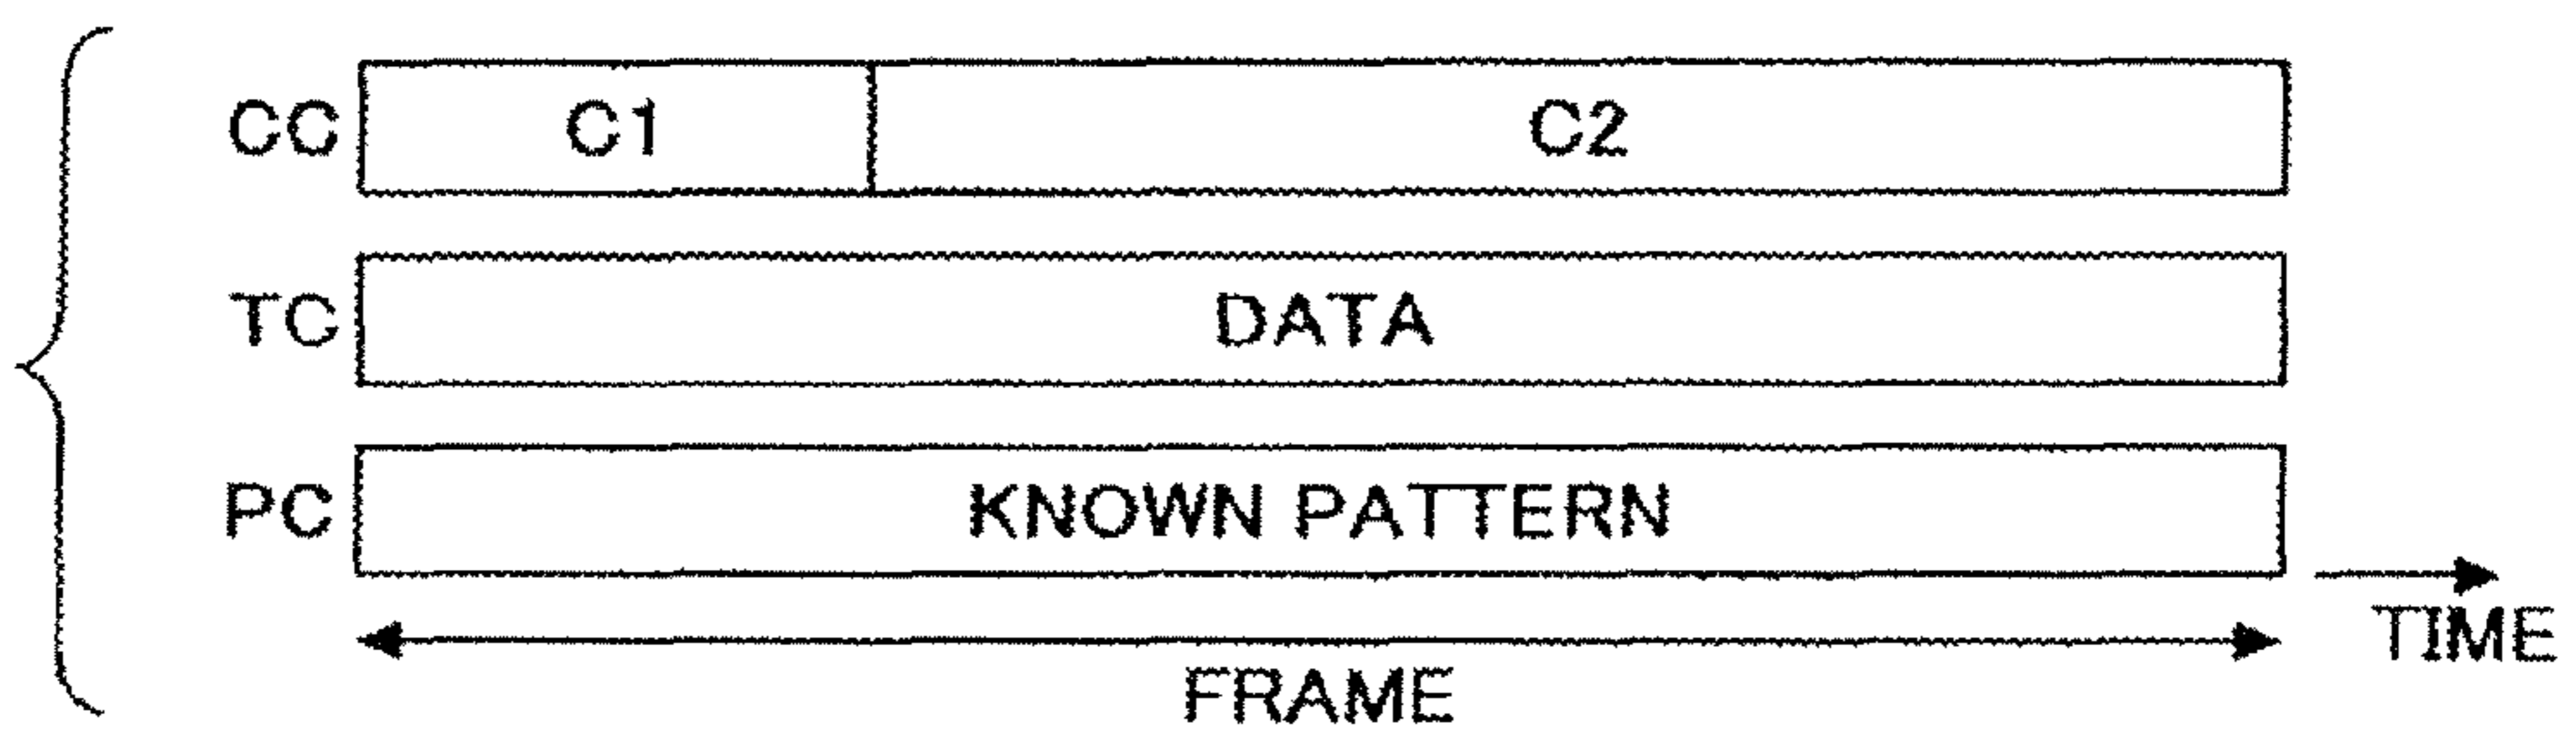 CC C1 C2
TC DATA
PC KNOWN PATTERN
TIME
FRAME